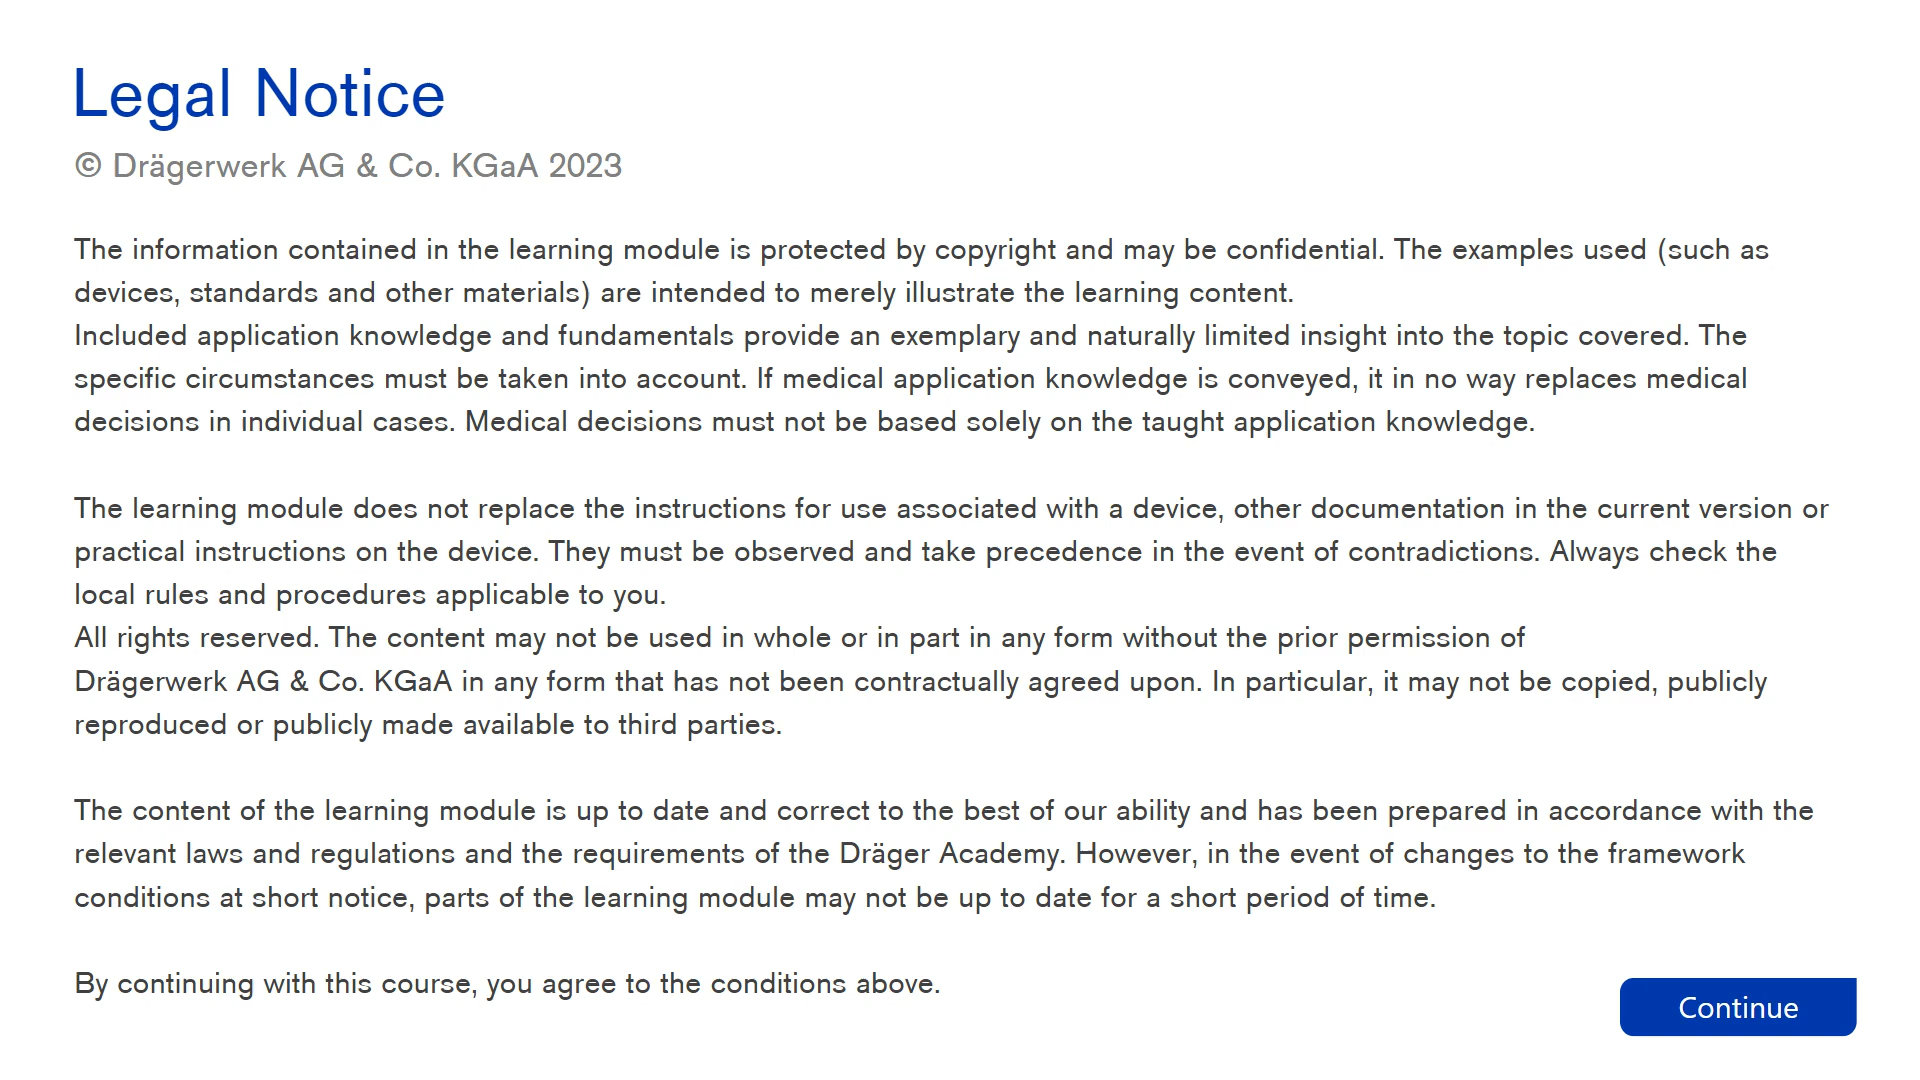 Legal Notice
© Drägerwerk AG & Co. KGaA 2023
The information contained in the learning module is protected by copyright and may be confidential. The examples used (such as
devices, standards and other materials) are intended to merely illustrate the learning content.
Included application knowledge and fundamentals provide an exemplary and naturally limited insight into the topic covered. The
specific circumstances must be taken into account. If medical application knowledge is conveyed, it in no way replaces medical
decisions in individual cases. Medical decisions must not be based solely on the taught application knowledge.
The learning module does not replace the instructions for use associated with a device, other documentation in the current version or
practical instructions on the device. They must be observed and take precedence in the event of contradictions. Always check the
local rules and procedures applicable to you.
All rights reserved. The content may not be used in whole or in part in any form without the prior permission of
Drägerwerk AG & Co. KGaA in any form that has not been contractually agreed upon. In particular, it may not be copied, publicly
reproduced or publicly made available to third parties.
The content of the learning module is up to date and correct to the best of our ability and has been prepared in accordance with the
relevant laws and regulations and the requirements of the Dräger Academy. However, in the event of changes to the framework
conditions at short notice, parts of the learning module may not be up to date for a short period of time.
By continuing with this course, you agree to the conditions above.
Continue